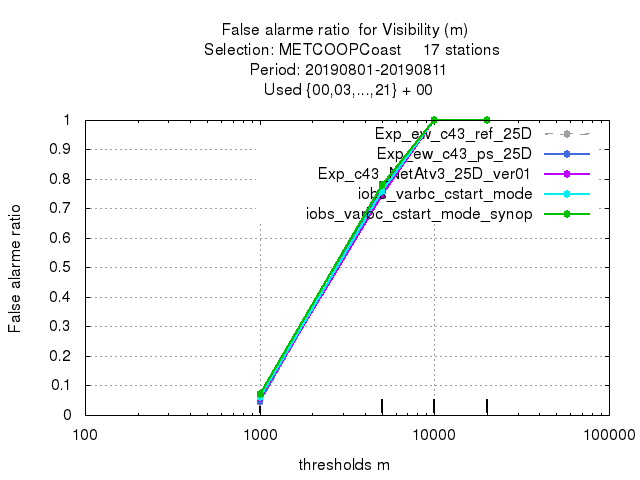 False alarme ratio  for Visibility (m)
Selection: METCOOPCoast     17 stations
Period: 20190801-20190811
Used {00,03,...,21} + 00
1
0.9
0.8
0.7
0.6
0.5
0.4
0.3
0.2
0.1
0
False alarme ratio
Exp_ew_c43_ref_25D
Exp_ew_c43_ps_25D
Exp_c43_NetAtv3_25D_ver01
iobs_varbc_cstart_mode
iobs_varbc_cstart_mode_synop
100
1000
10000
100000
thresholds m